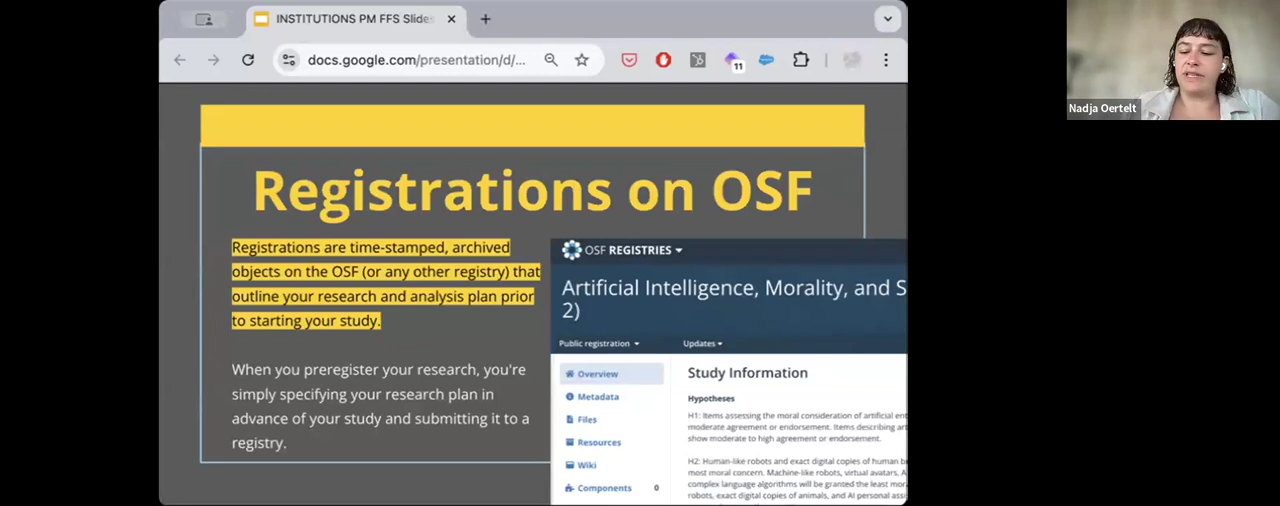 INSTITUTIONS PM FFS Slides
docs.google.com/presentation/d/...
11
Nadja Oertelt
Registrations on OSF
Registrations are time-stamped, archived
objects on the OSF (or any other registry) that
outline your research and analysis plan prior
to starting your study.
When you preregister your research, you're
simply specifying your research plan in
advance of your study and submitting it to a
registry.
OSF REGISTRIES
Artificial Intelligence, Morality, and S
2)
Public registration
Updates
Overview
Metadata
Files
Resources
Wiki
Components 0
Study Information
Hypotheses
H1: Items assessing the moral consideration of artificial ent
moderate agreement or endorsement. Items describing art
show moderate to high agreement or endorsement.
H2: Human-like robots and exact digital copies of human b
most moral concern. Machine-like robots, virtual avatars, A
complex language algorithms will be granted the least mora
robots, exact digital copies of animals, and AI personal assi